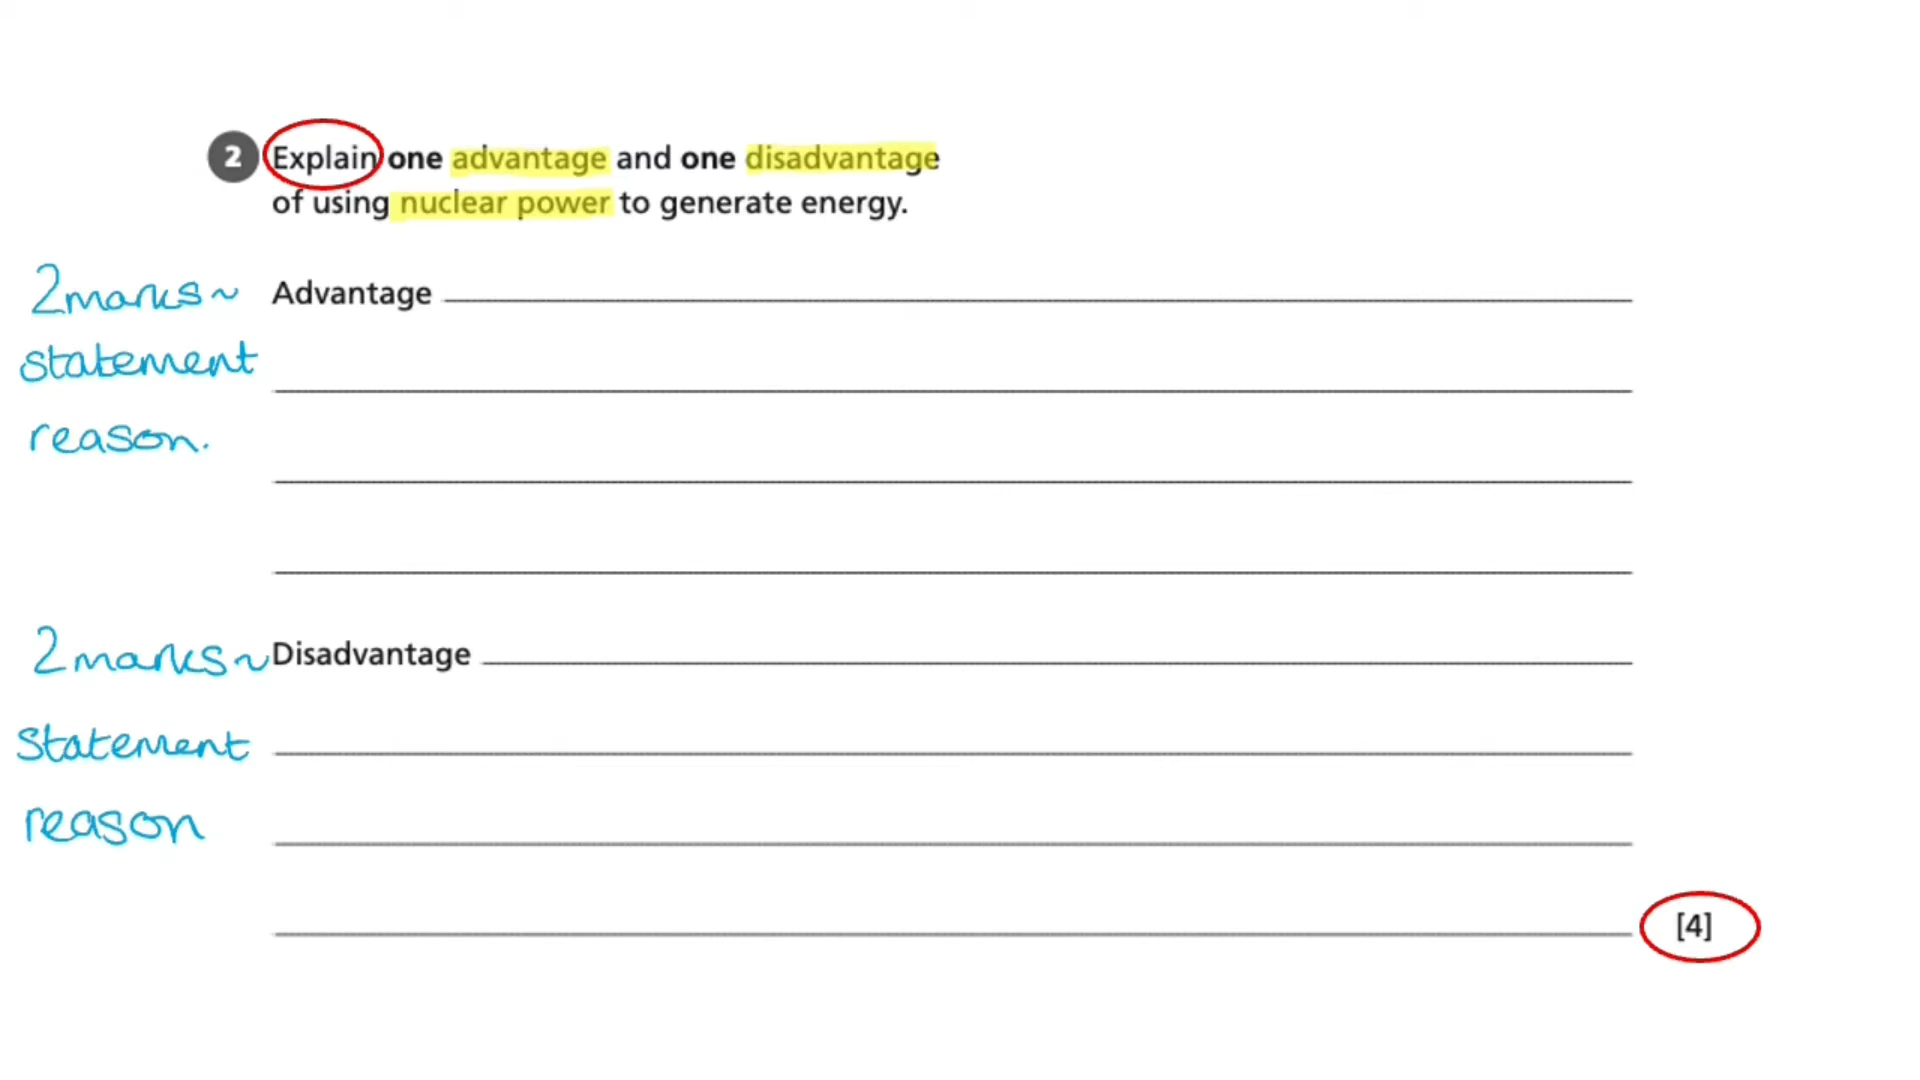 2 Explain one advantage and one disadvantage
of using nuclear power to generate energy.
2marks~ Advantage
statement
reason.
2marks~ Disadvantage
statement
reason
[4]